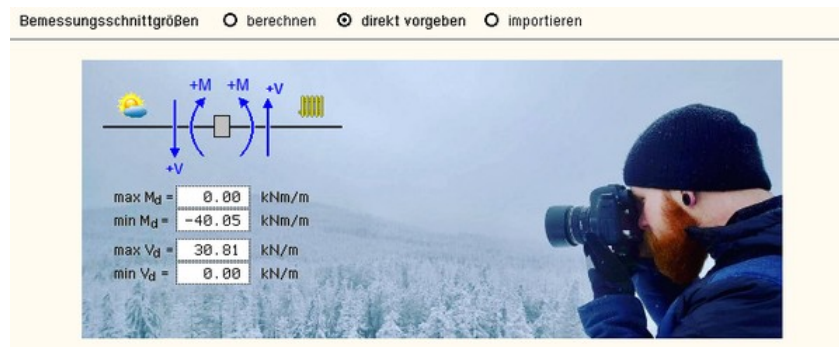 Bemessungsschnittgrößen berechnen direkt vorgeben importieren
+M +M +V
+V
max Md = 0.00 kNm/m
min Md = -40.05 kNm/m
max Vd = 30.81 kN/m
min Vd = 0.00 kN/m